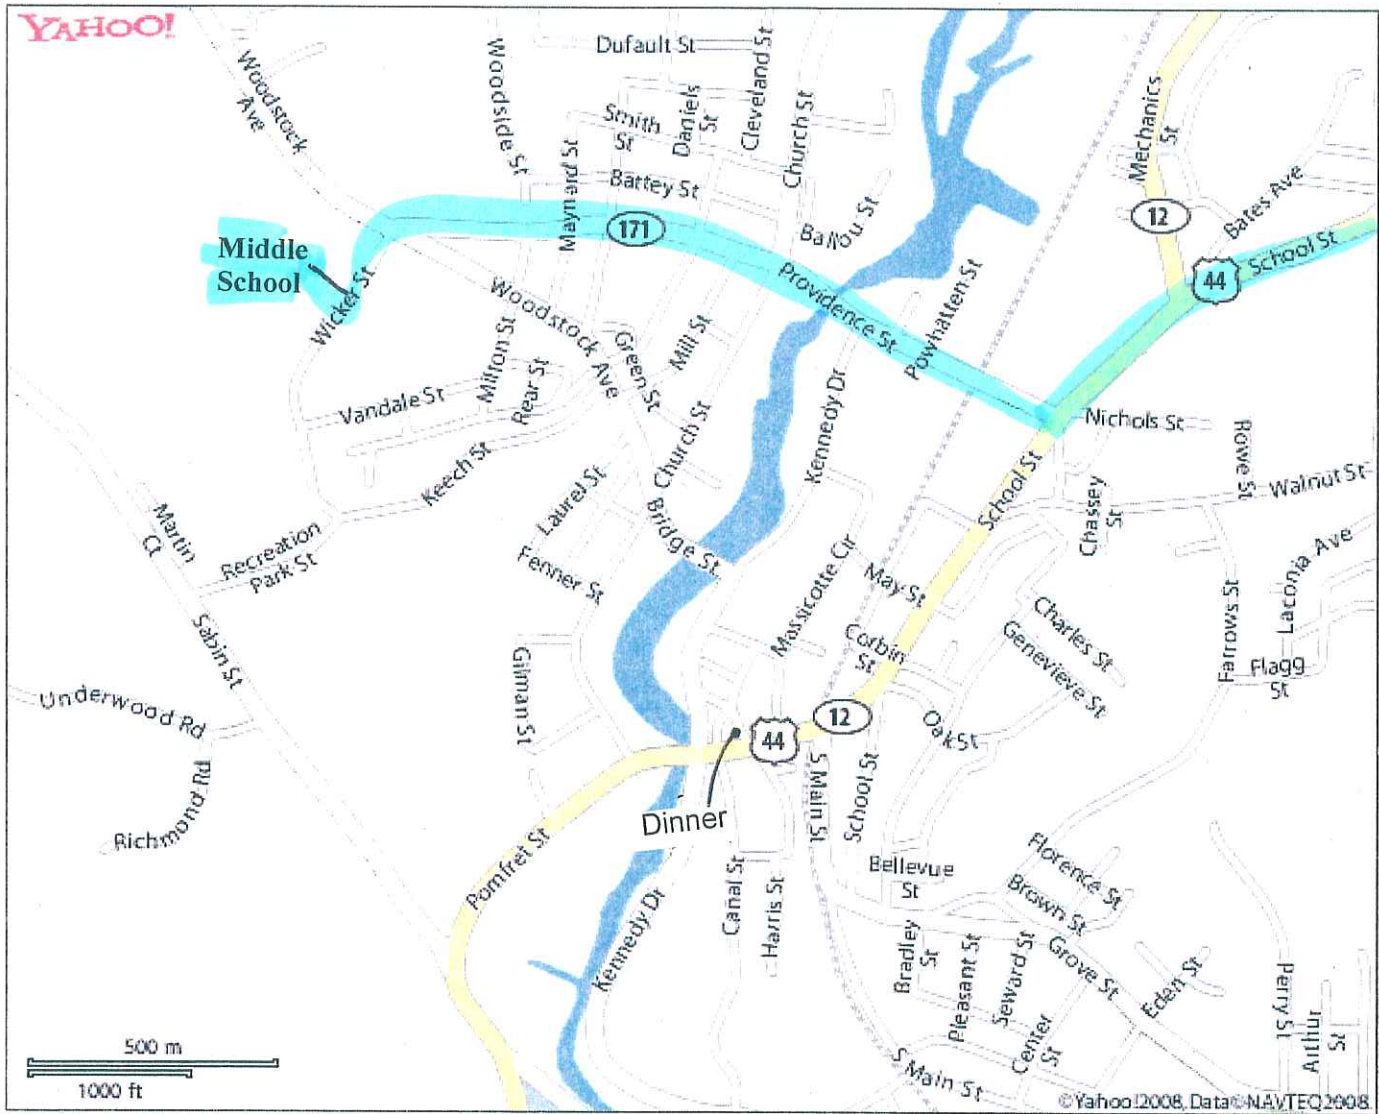 YAHOO!
Dufault St
Woodstock
Ave
Woodside St
Smith
St
Daniels
St
Cleveland St
Church St
Mechanics
St
Maynard St
Battey St
12
Bates Ave
171
Ballou St
School St
44
Middle
School
Wicker St
Providence St
Powhatten St
Woodstock Ave
Milton St
Green St
Mill St
Rear St
Vandale St
Kennedy Dr
Nichols St
Rowe St
Church St
Keech St
School St
Walnut St
Laurel St
Chassey
St
Martin
Ct
Bridge St
Recreation
Park St
Fenner St
Massicotte Cir
May St
Laconia Ave
Charles St
Farrows St
Sabin St
Corbin
St
Genevieve St
Flagg
St
Gilman St
Underwood Rd
12
44
Oak St
S Main St
School St
Richmond Rd
Dinner
Pomfret St
Bellevue
St
Florence St
Canal St
Harris St
Brown St
Kennedy Dr
Bradley
St
Pleasant St
Seward St
Grove St
Eden St
Perry St
Arthur
St
Center
St
S Main St
500 m
1000 ft
©Yahoo!2008, Data©NAVTEQ2008